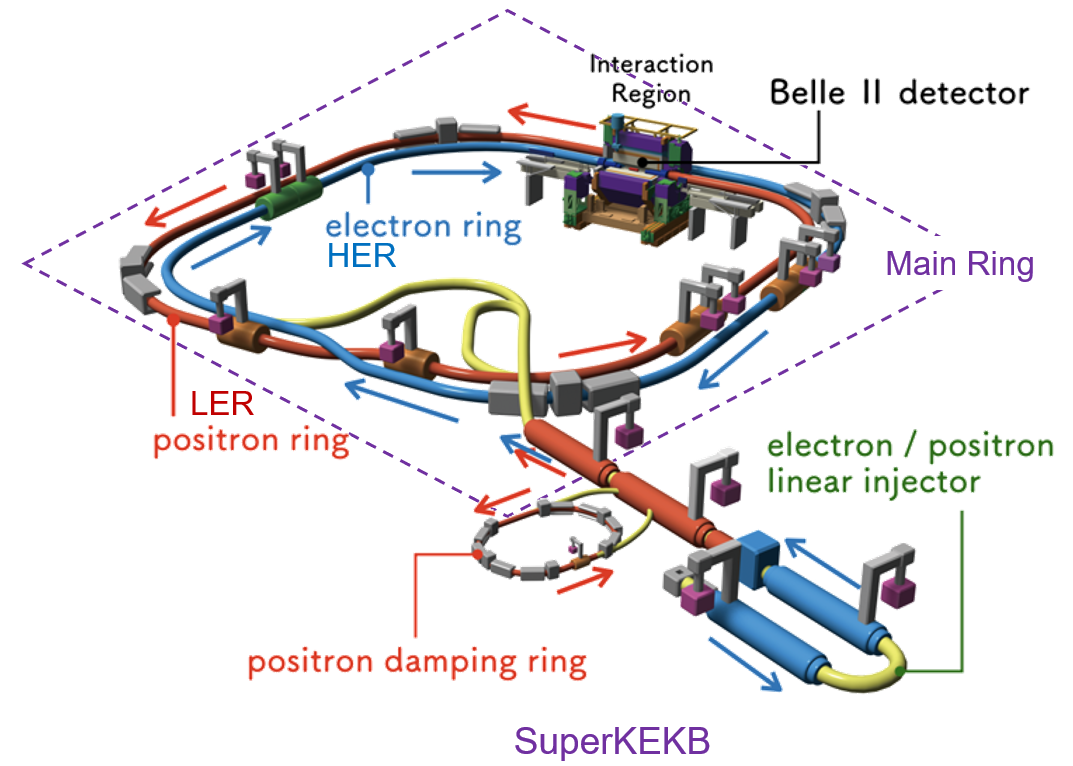 Interaction
Region
Belle II detector
electron ring
HER
Main Ring
LER
positron ring
electron / positron
linear injector
positron damping ring
SuperKEKB